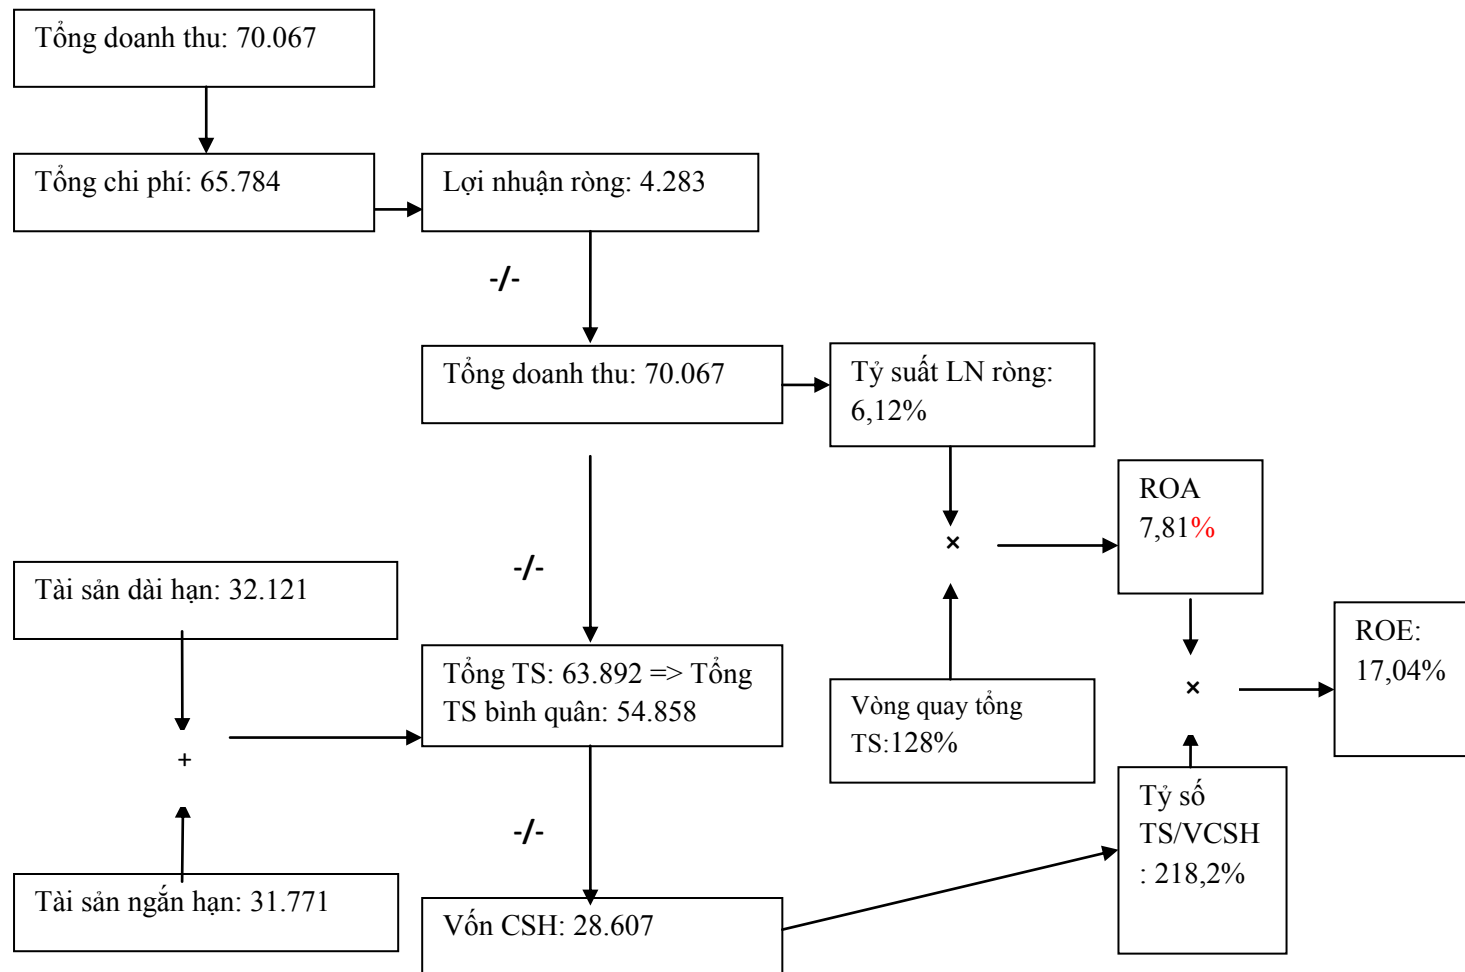 Tổng doanh thu: 70.067
Tổng chi phí: 65.784
Lợi nhuận ròng: 4.283
-/-
Tổng doanh thu: 70.067
Tỷ suất LN ròng:
6,12%
ROA
7,81%
×
-/-
Tài sản dài hạn: 32.121
ROE:
17,04%
Tổng TS: 63.892 => Tổng
TS bình quân: 54.858
Vòng quay tổng
TS:128%
×
+
Tỷ số
TS/VCSH
: 218,2%
-/-
Tài sản ngắn hạn: 31.771
Vốn CSH: 28.607